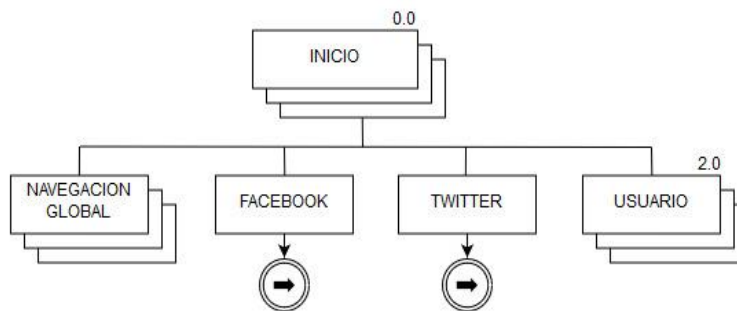 0.0
INICIO
2.0
NAVEGACION
GLOBAL
FACEBOOK
TWITTER
USUARIO